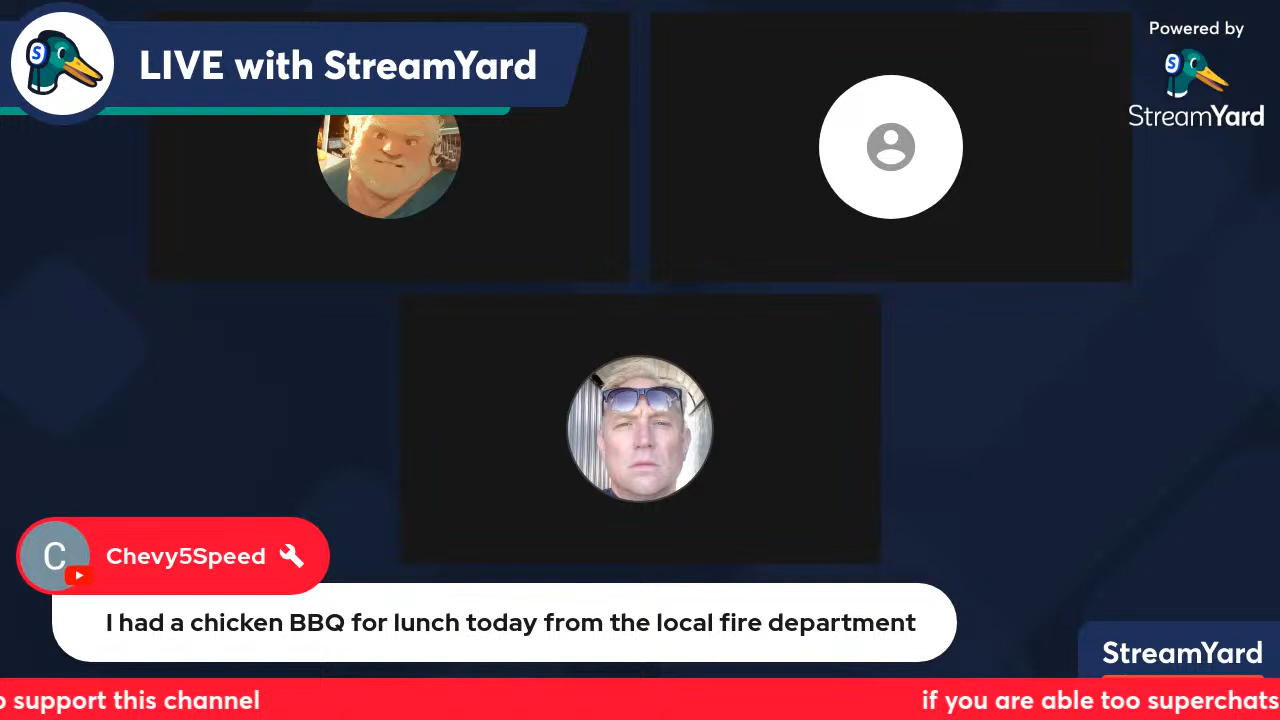 LIVE with StreamYard
Powered by
StreamYard
Chevy5Speed
C
I had a chicken BBQ for lunch today from the local fire department
StreamYard
support this channel
if you are able too superchats